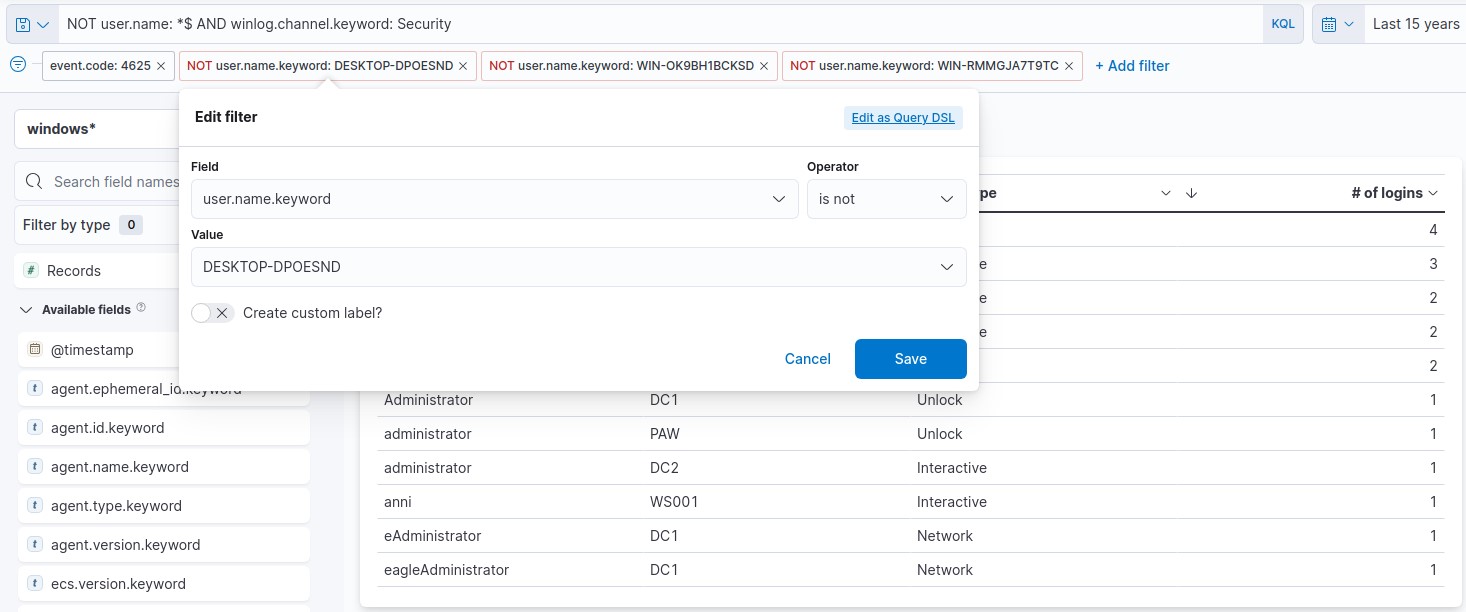 NOT user.name: *$ AND winlog.channel.keyword: Security KQL Last 15 years
event.code: 4625 × NOT user.name.keyword: DESKTOP-DPOESND × NOT user.name.keyword: WIN-OK9BH1BCKSD × NOT user.name.keyword: WIN-RMMGJA7T9TC × + Add filter
Edit filter Edit as Query DSL
windows*
Field Operator
Search field names
user.name.keyword is not
pe # of logins
Filter by type 0
4
Value
e 3
DESKTOP-DPOESND
# Records
e 2
Available fields
Create custom label?
e 2
@timestamp
Cancel Save
2
t agent.ephemeral_id.keyword
Administrator DC1 Unlock 1
t agent.id.keyword
administrator PAW Unlock 1
t agent.name.keyword
administrator DC2 Interactive 1
t agent.type.keyword
anni WS001 Interactive 1
t agent.version.keyword
eAdministrator DC1 Network 1
eagleAdministrator DC1 Network 1
t ecs.version.keyword